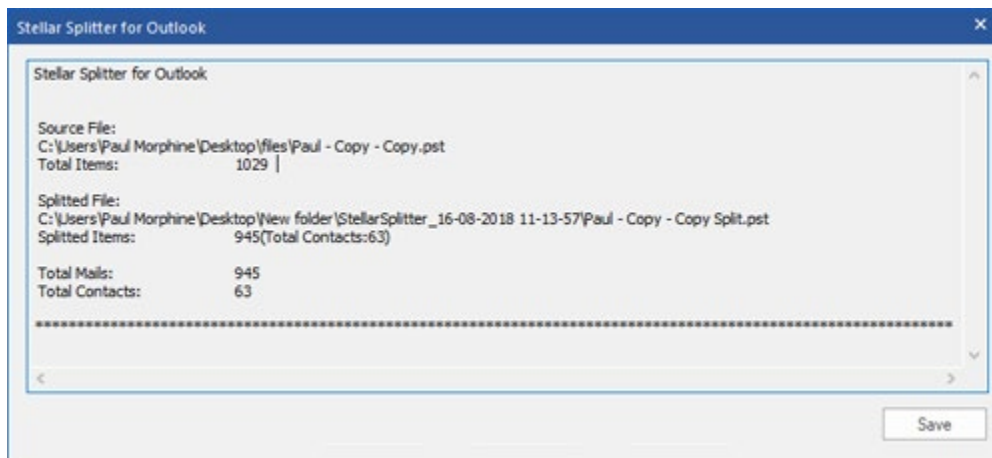 Stellar Splitter for Outlook
Stellar Splitter for Outlook
Source File:
C:\Users\Paul Morphine\Desktop\files\Paul - Copy - Copy.pst
Total Items: 1029
Splitted File:
C:\Users\Paul Morphine\Desktop\New folder\StellarSplitter_16-08-2018 11-13-57\Paul - Copy - Copy Split.pst
Splitted Items: 945(Total Contacts:63)
Total Mails: 945
Total Contacts: 63
Save